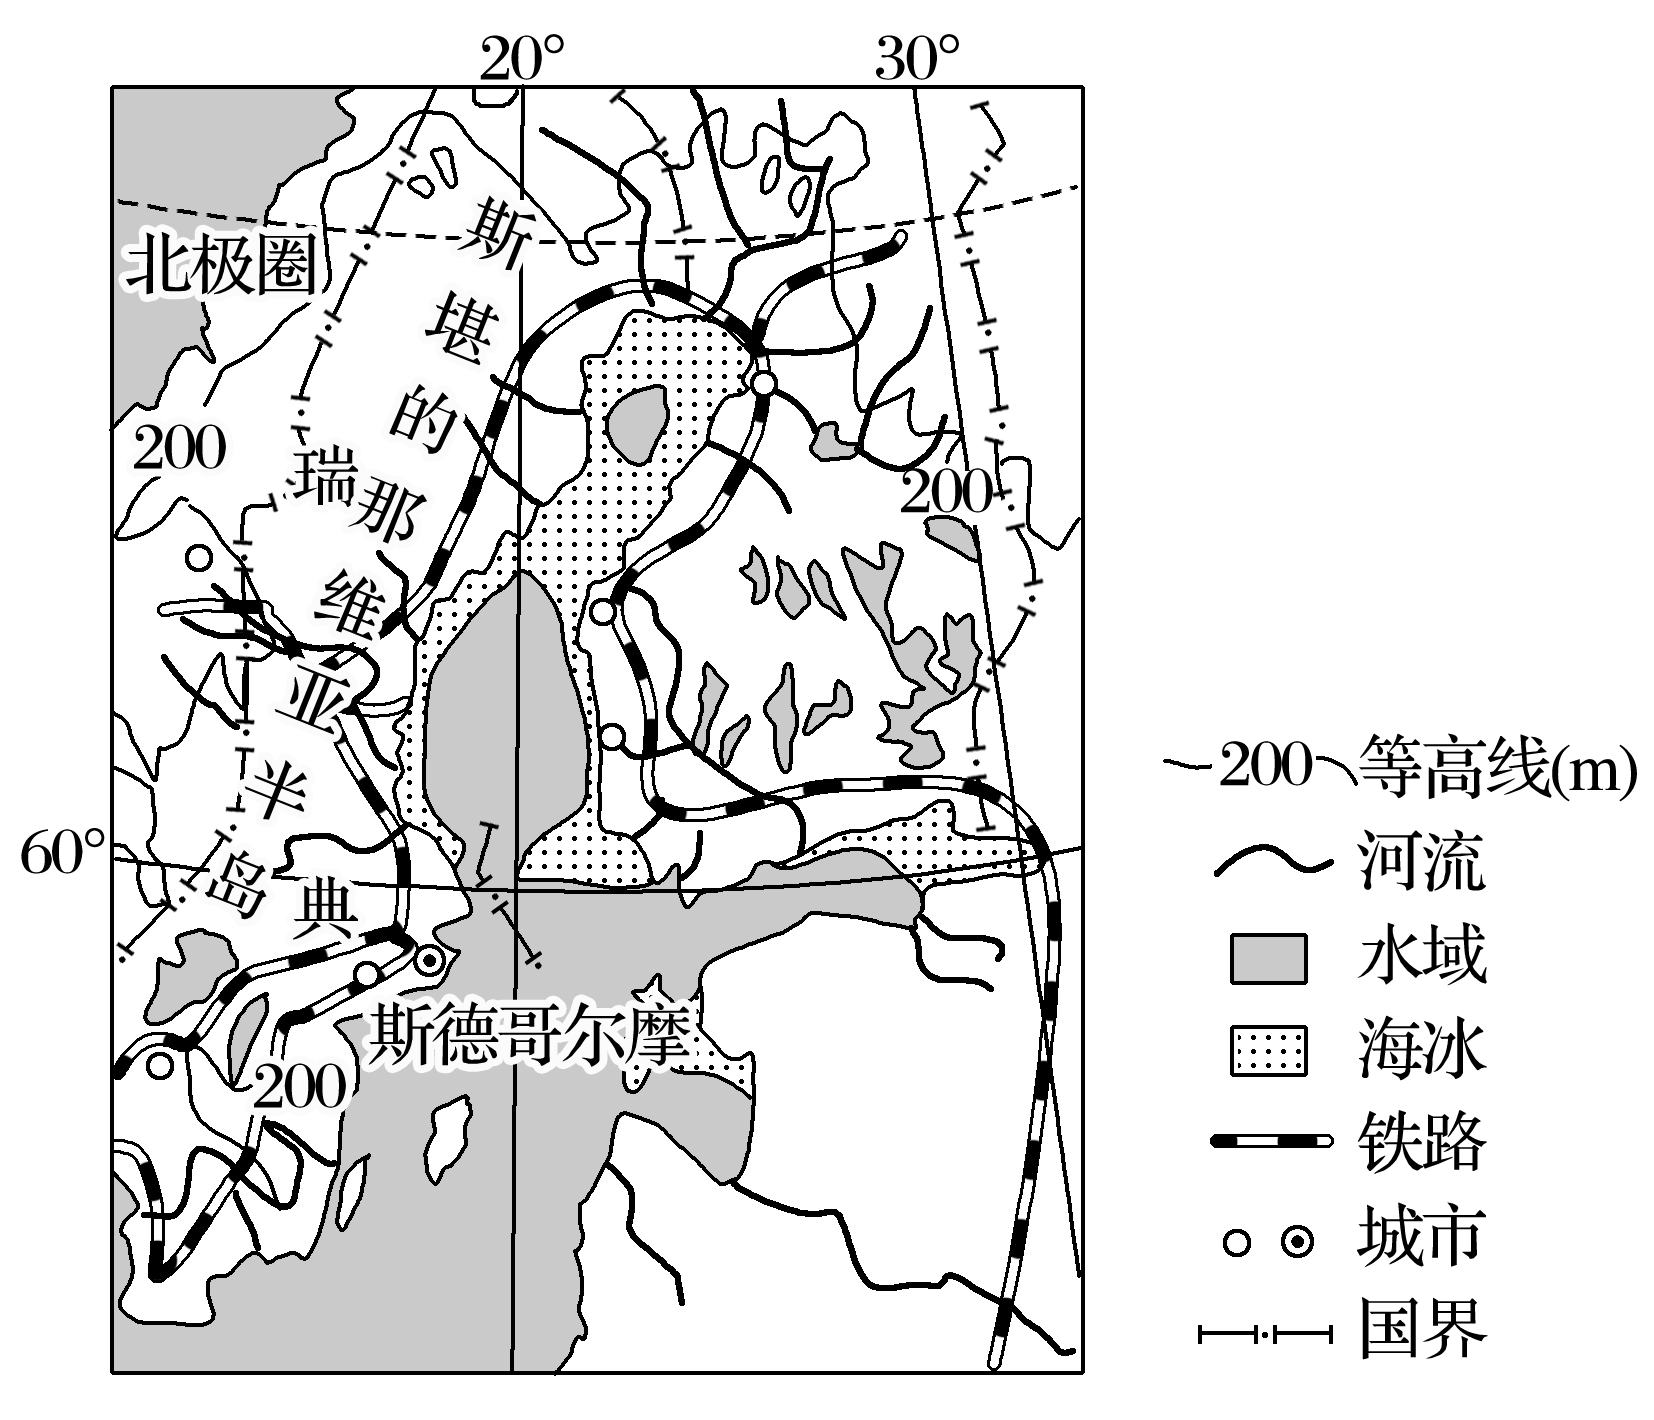 20°
30°
北极圈
斯堪的那维亚半岛
200
瑞典
200
60°
斯德哥尔摩
200
200 等高线(m)
河流
水域
海冰
铁路
城市
国界